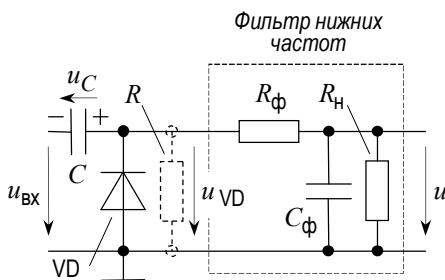 Фильтр нижних
частот
u_C
R
R_ф
R_н
− +
C
u_вх
u_VD
C_ф
u
VD